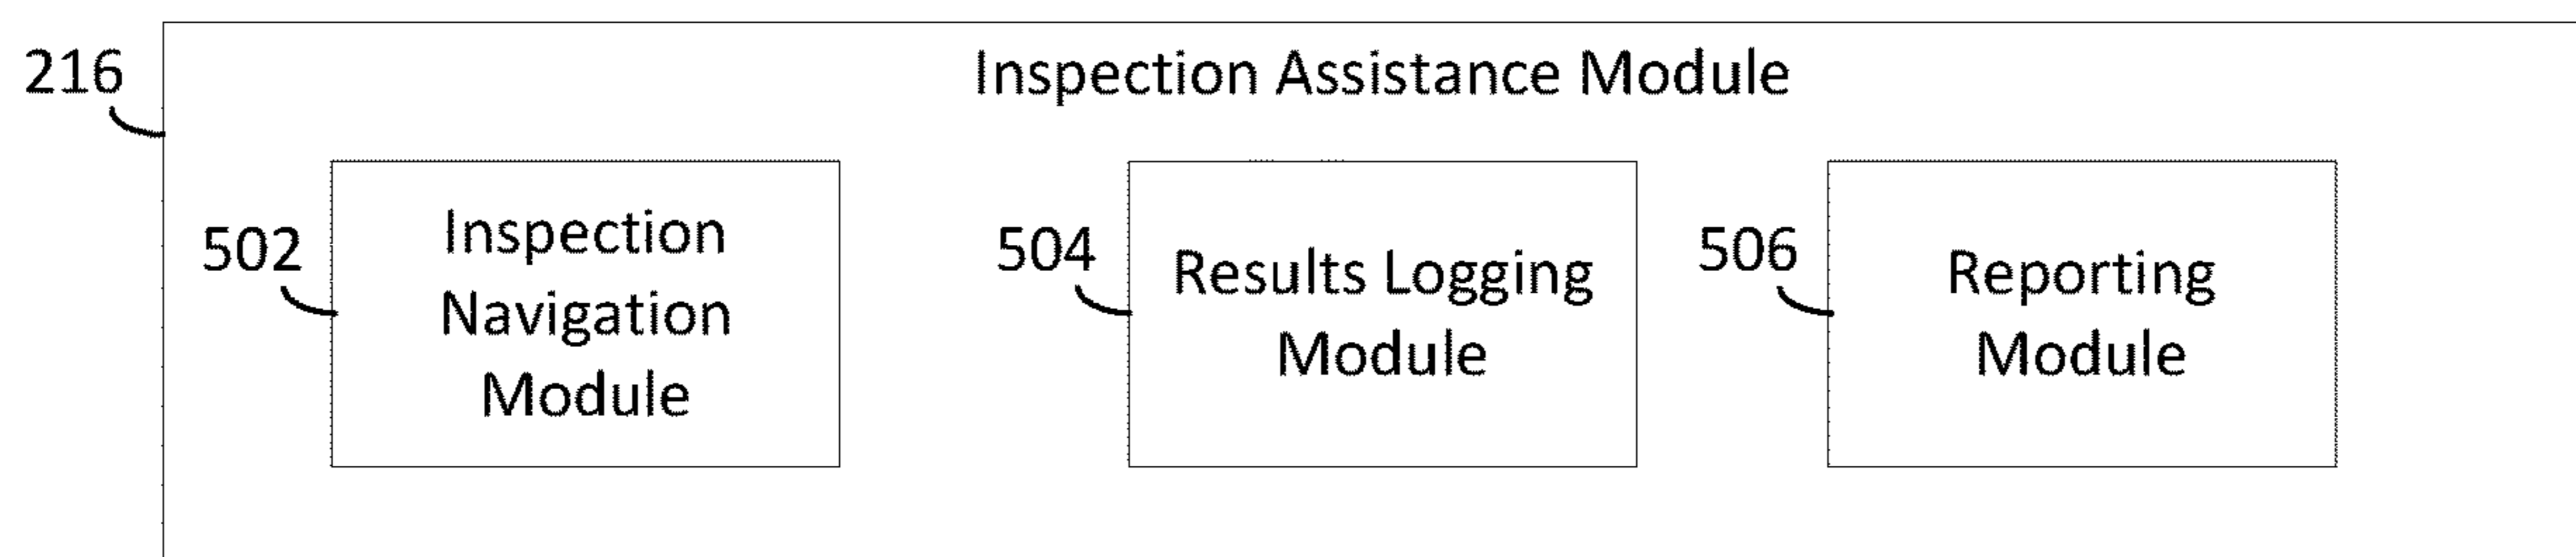 216
Inspection Assistance Module
502
Inspection
Navigation
Module
504
Results Logging
Module
506
Reporting
Module